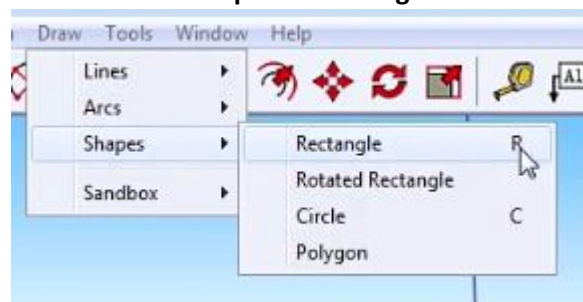 Draw Tools Window Help
Lines
Arcs
Shapes
Sandbox
Rectangle R
Rotated Rectangle
Circle C
Polygon